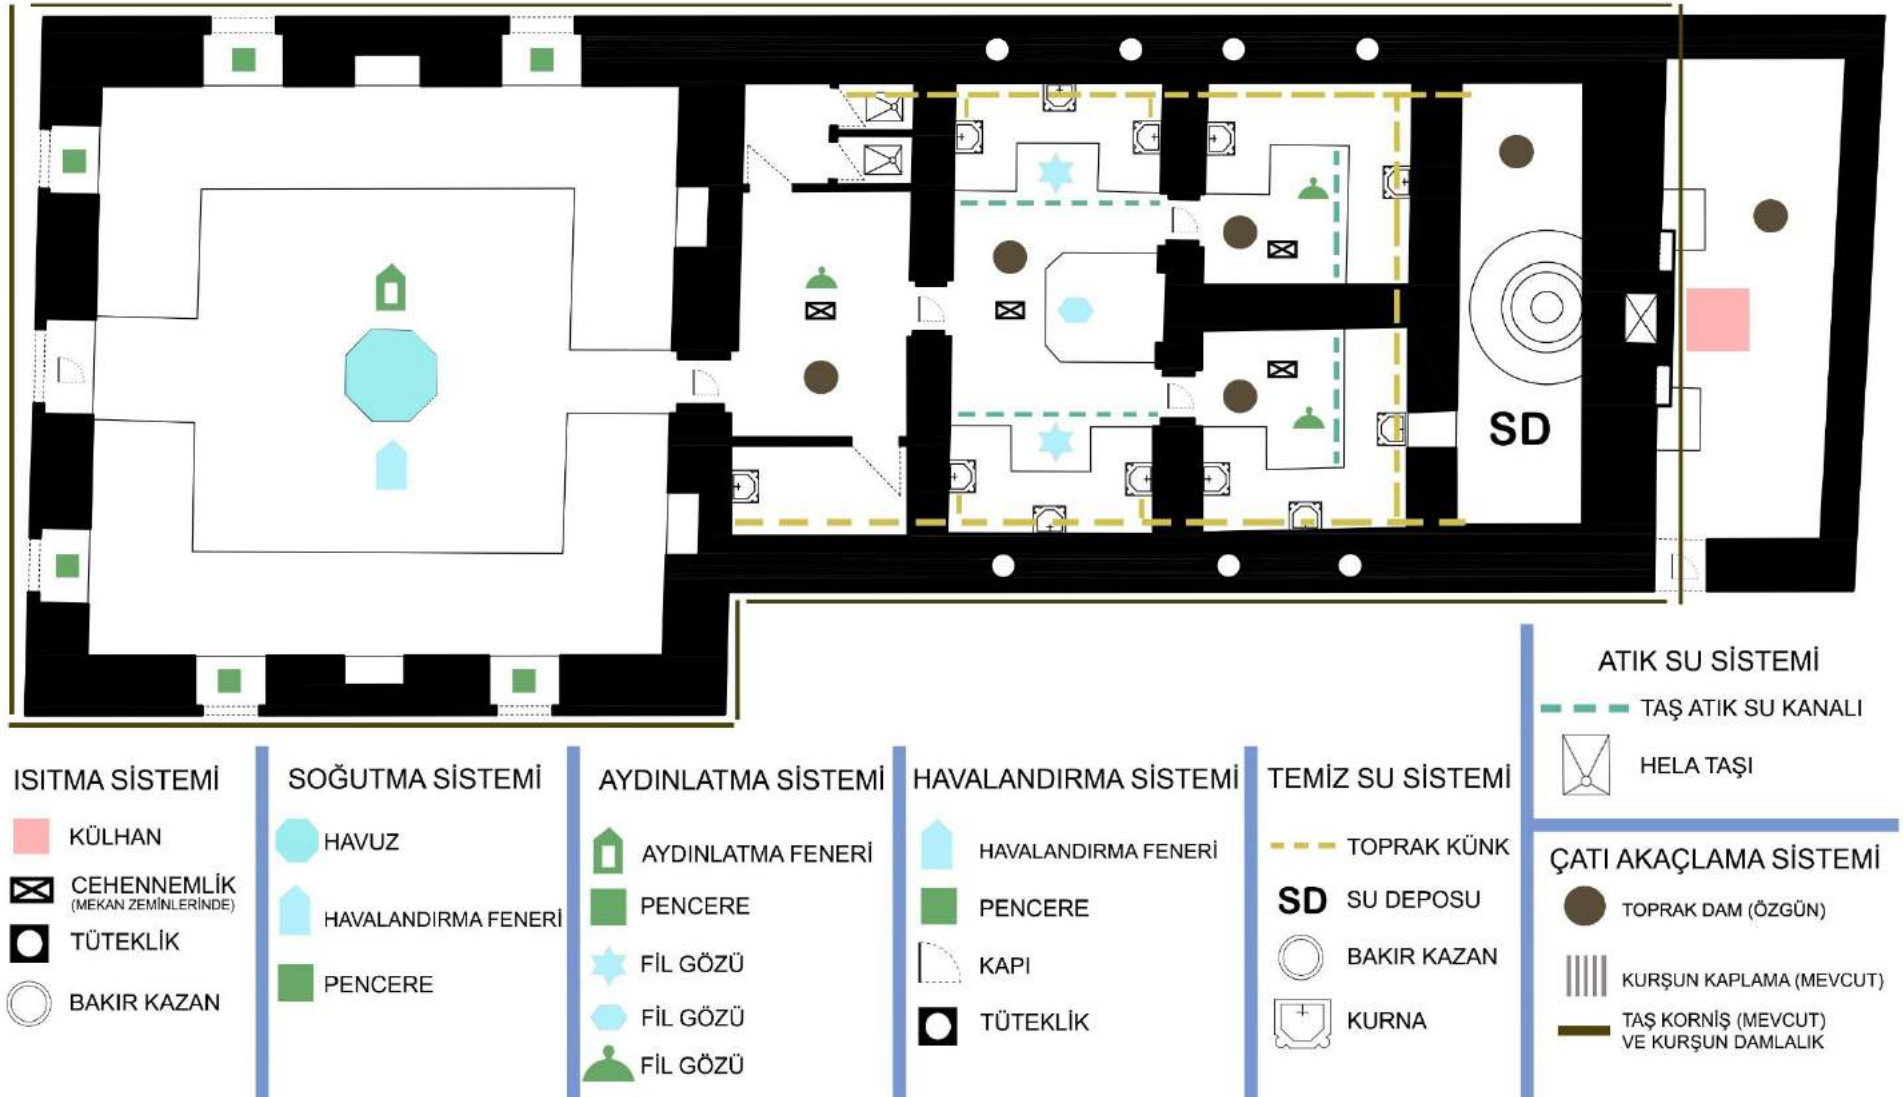 SD
ISITMA SİSTEMİ
KÜLHAN
CEHENNEMLİK
(MEKAN ZEMİNLERİNDE)
TÜTEKLİK
BAKIR KAZAN
SOĞUTMA SİSTEMİ
HAVUZ
HAVALANDIRMA FENERİ
PENCERE
AYDINLATMA SİSTEMİ
AYDINLATMA FENERİ
PENCERE
FİL GÖZÜ
FİL GÖZÜ
FİL GÖZÜ
HAVALANDIRMA SİSTEMİ
HAVALANDIRMA FENERİ
PENCERE
KAPI
TÜTEKLİK
TEMİZ SU SİSTEMİ
TOPRAK KÜNK
SD SU DEPOSU
BAKIR KAZAN
KURNA
ATIK SU SİSTEMİ
TAŞ ATIK SU KANALI
HELA TAŞI
ÇATI AKAÇLAMA SİSTEMİ
TOPRAK DAM (ÖZGÜN)
KURŞUN KAPLAMA (MEVCUT)
TAŞ KORNİŞ (MEVCUT)
VE KURŞUN DAMLALIK